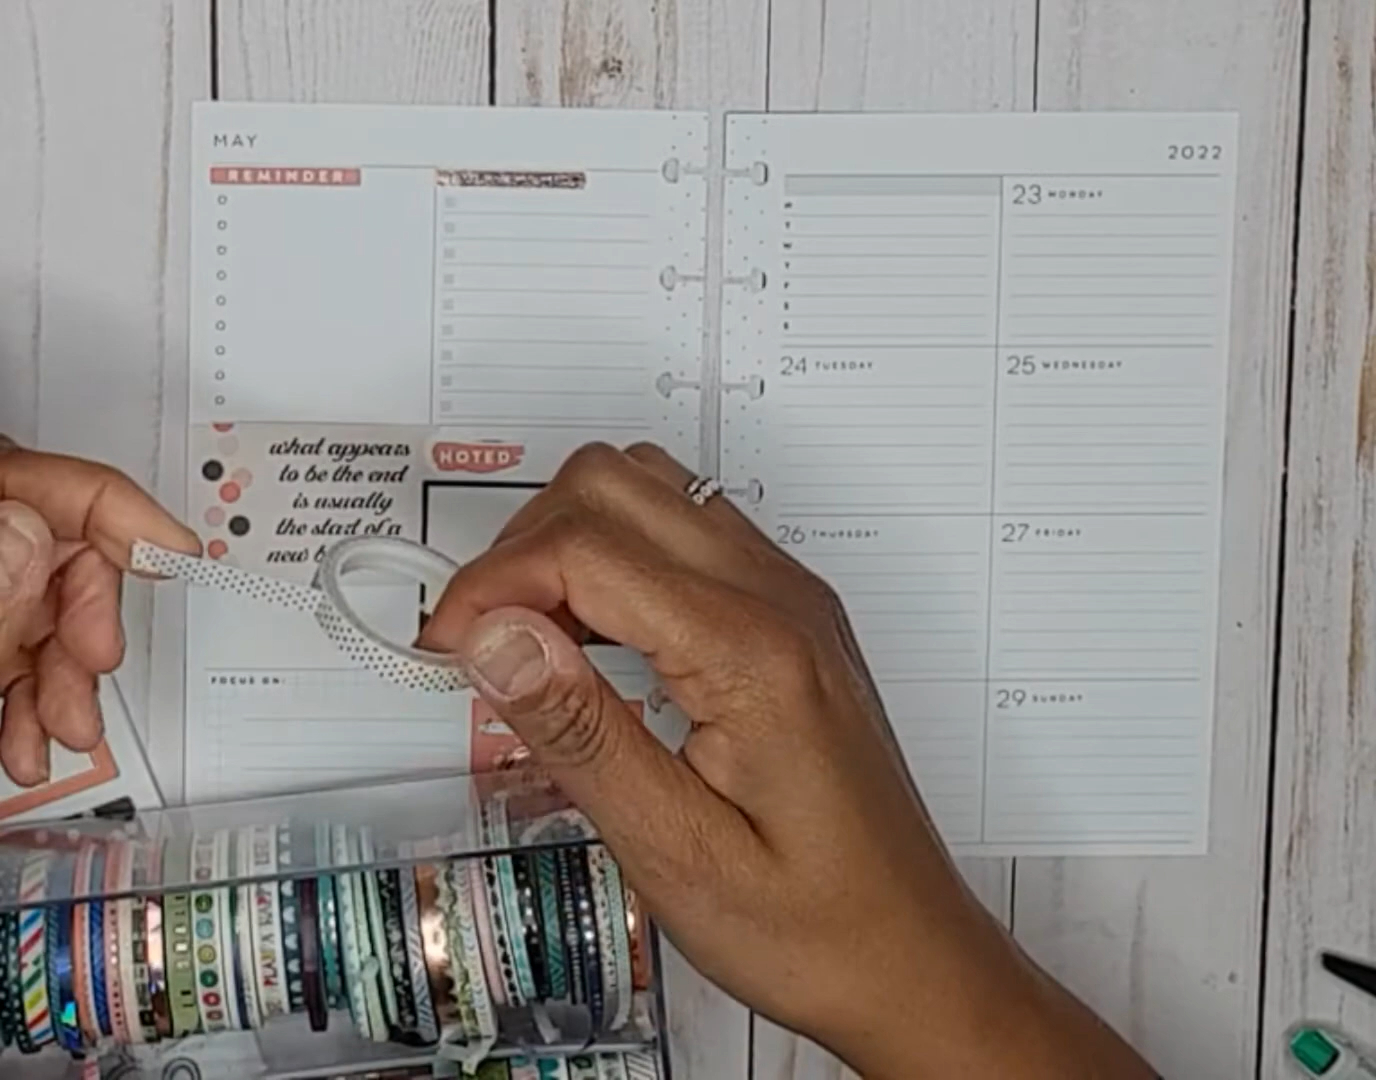 MAY
2022
REMINDER
23 MONDAY
M
T
W
T
F
S
S
24 TUESDAY
25 WEDNESDAY
what appears
to be the end
is usually
the start of a
new
NOTED
26 THURSDAY
27 FRIDAY
FOCUS ON:
29 SUNDAY